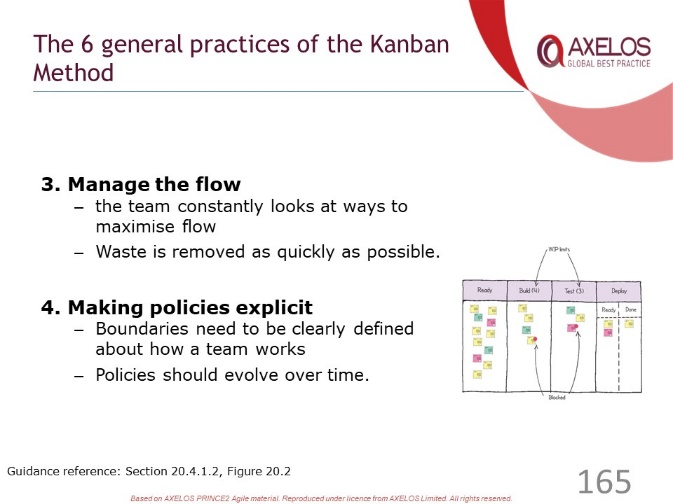 The 6 general practices of the Kanban
Method
AXELOS
GLOBAL BEST PRACTICE
3. Manage the flow
– the team constantly looks at ways to
maximise flow
– Waste is removed as quickly as possible.
4. Making policies explicit
– Boundaries need to be clearly defined
about how a team works
– Policies should evolve over time.
WIP limits
Ready Build (4) Test (3) Deploy
Ready Done
Blocked
Guidance reference: Section 20.4.1.2, Figure 20.2
165
Based on AXELOS PRINCE2 Agile material. Reproduced under licence from AXELOS Limited. All rights reserved.